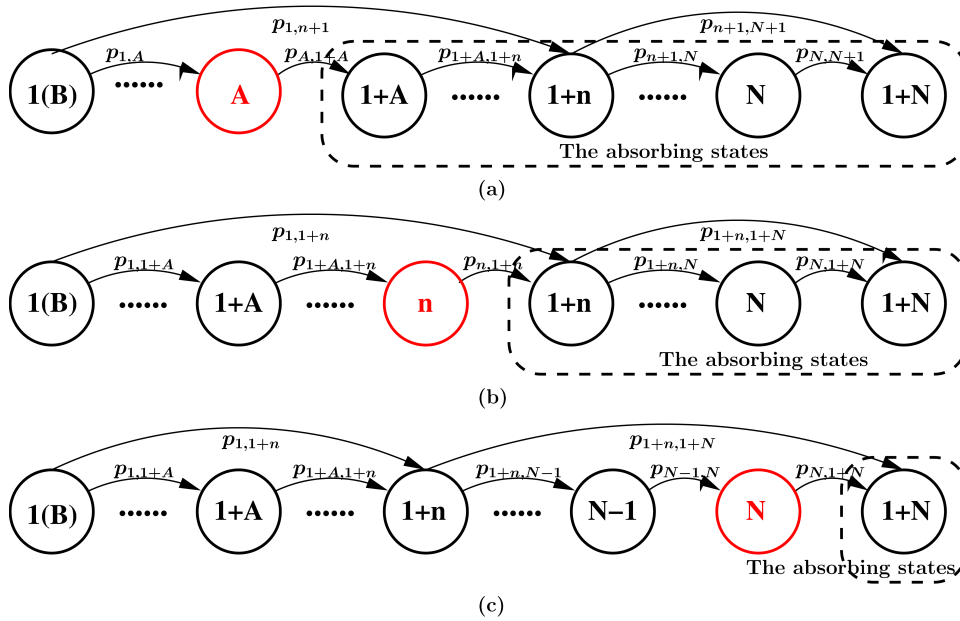 p1,n+1 pn+1,N+1
p1,A pA,1+A p1+A,1+n pn+1,N pN,N+1
1(B) ...... A 1+A ...... 1+n ...... N 1+N
The absorbing states
(a)
p1,1+n p1+n,1+N
p1,1+A p1+A,1+n pn,1+n p1+n,N pN,1+N
1(B) ...... 1+A ...... n 1+n ...... N 1+N
The absorbing states
(b)
p1,1+n p1+n,1+N
p1,1+A p1+A,1+n p1+n,N−1 pN−1,N pN,1+N
1(B) ...... 1+A ...... 1+n ...... N−1 N 1+N
The absorbing states
(c)